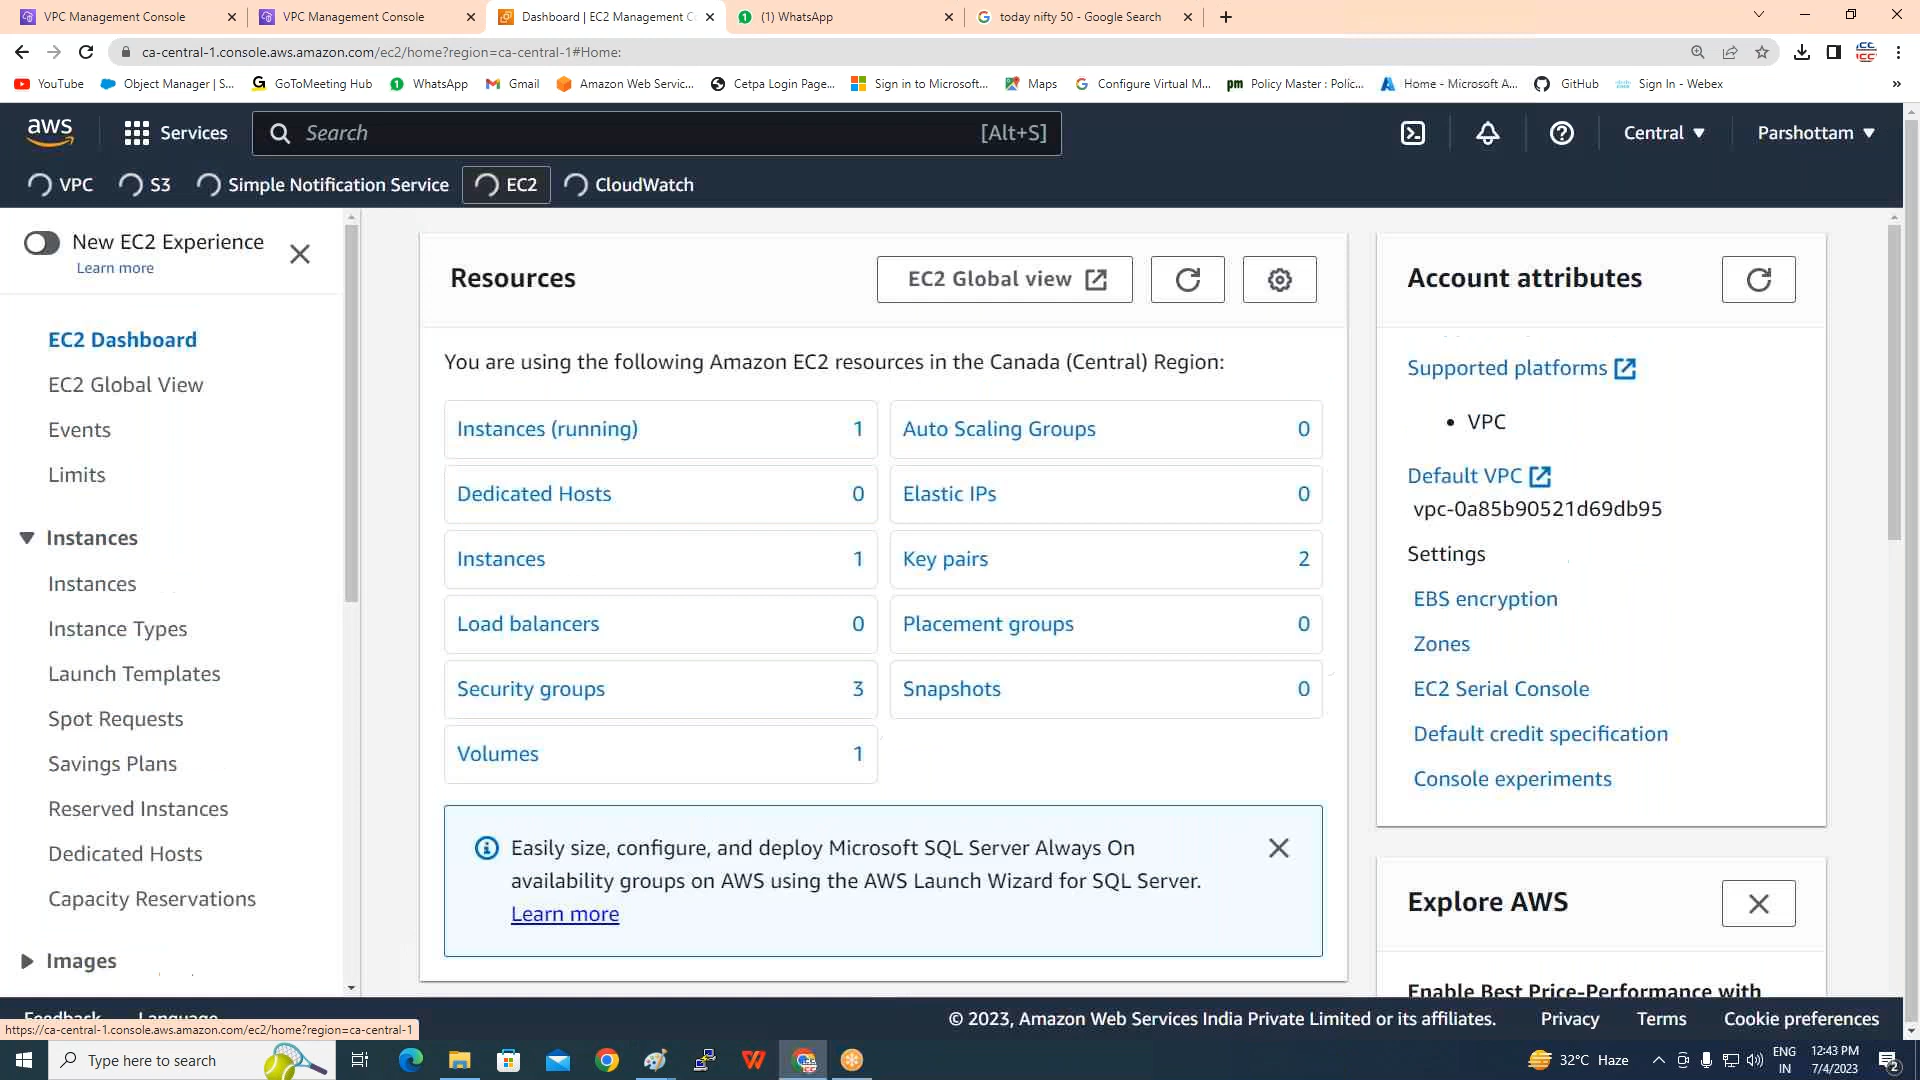 VPC Management Console
VPC Management Console
Dashboard | EC2 Management C
(1) WhatsApp
today nifty 50 - Google Search
ca-central-1.console.aws.amazon.com/ec2/home?region=ca-central-1#Home:
YouTube
Object Manager | S...
GoToMeeting Hub
WhatsApp
Gmail
Amazon Web Servic...
Cetpa Login Page...
Sign in to Microsoft...
Maps
Configure Virtual M...
pm Policy Master : Polic...
Home - Microsoft A...
GitHub
Sign In - Webex
»
aws
Services
Search
[Alt+S]
Central
Parshottam
VPC
S3
Simple Notification Service
EC2
CloudWatch
New EC2 Experience
Learn more
EC2 Dashboard
EC2 Global View
Events
Limits
Instances
Instances
Instance Types
Launch Templates
Spot Requests
Savings Plans
Reserved Instances
Dedicated Hosts
Capacity Reservations
Images
Resources
EC2 Global view
You are using the following Amazon EC2 resources in the Canada (Central) Region:
Instances (running) 1
Auto Scaling Groups 0
Dedicated Hosts 0
Elastic IPs 0
Instances 1
Key pairs 2
Load balancers 0
Placement groups 0
Security groups 3
Snapshots 0
Volumes 1
Easily size, configure, and deploy Microsoft SQL Server Always On
availability groups on AWS using the AWS Launch Wizard for SQL Server.
Learn more
Account attributes
Supported platforms
• VPC
Default VPC
vpc-0a85b90521d69db95
Settings
EBS encryption
Zones
EC2 Serial Console
Default credit specification
Console experiments
Explore AWS
Enable Best Price-Performance with
Feedback
Language
https://ca-central-1.console.aws.amazon.com/ec2/home?region=ca-central-1
© 2023, Amazon Web Services India Private Limited or its affiliates.
Privacy
Terms
Cookie preferences
Type here to search
32°C Haze
ENG
IN
12:43 PM
7/4/2023
2